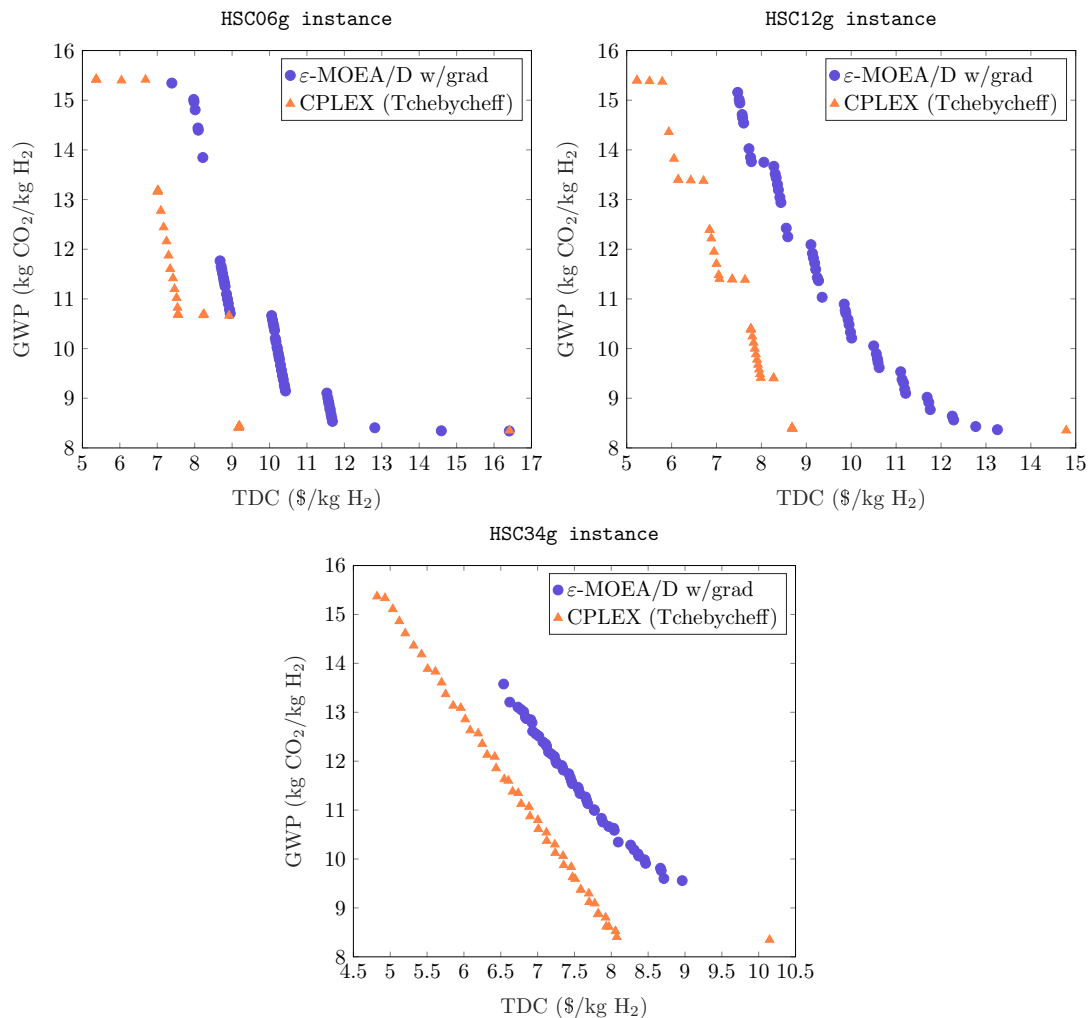 HSC06g instance
16
15
14
13
12
11
10
9
8
GWP (kg CO₂/kg H₂)
ε-MOEA/D w/grad
CPLEX (Tchebycheff)
5 6 7 8 9 10 11 12 13 14 15 16 17
TDC ($/kg H₂)
HSC12g instance
16
15
14
13
12
11
10
9
8
GWP (kg CO₂/kg H₂)
ε-MOEA/D w/grad
CPLEX (Tchebycheff)
5 6 7 8 9 10 11 12 13 14 15
TDC ($/kg H₂)
HSC34g instance
16
15
14
13
12
11
10
9
8
GWP (kg CO₂/kg H₂)
ε-MOEA/D w/grad
CPLEX (Tchebycheff)
4.5 5 5.5 6 6.5 7 7.5 8 8.5 9 9.5 10 10.5
TDC ($/kg H₂)